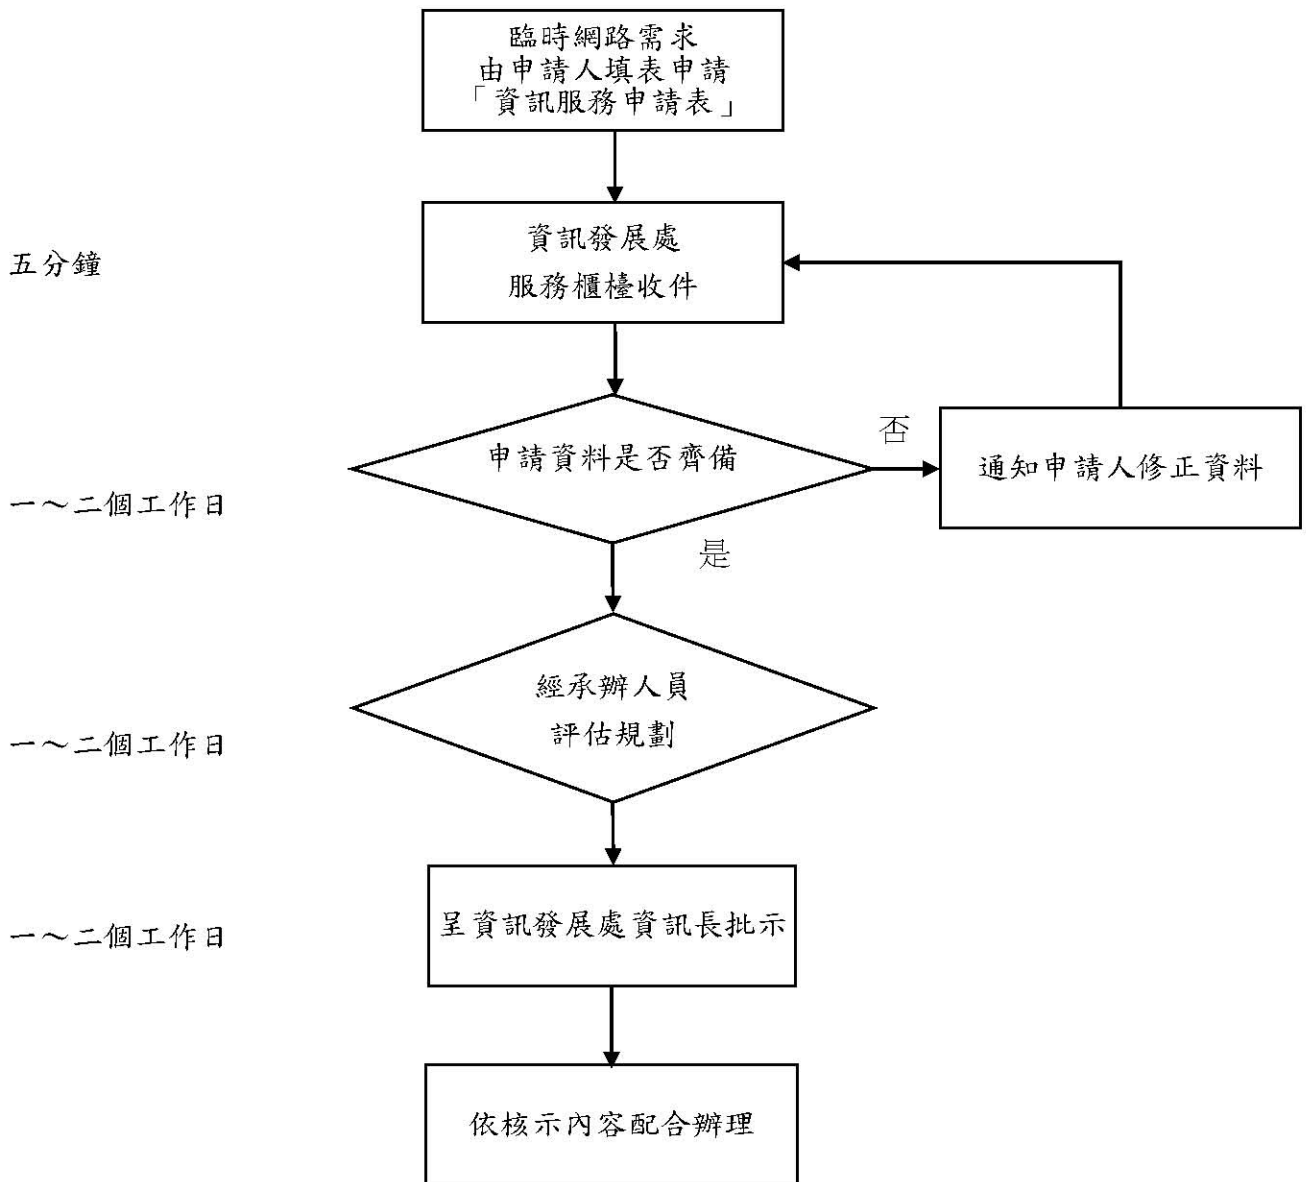 臨時網路需求
由申請人填表申請
「資訊服務申請表」
五分鐘
資訊發展處
服務櫃檯收件
申請資料是否齊備
否
通知申請人修正資料
一～二個工作日
是
經承辦人員
評估規劃
一～二個工作日
呈資訊發展處資訊長批示
一～二個工作日
依核示內容配合辦理